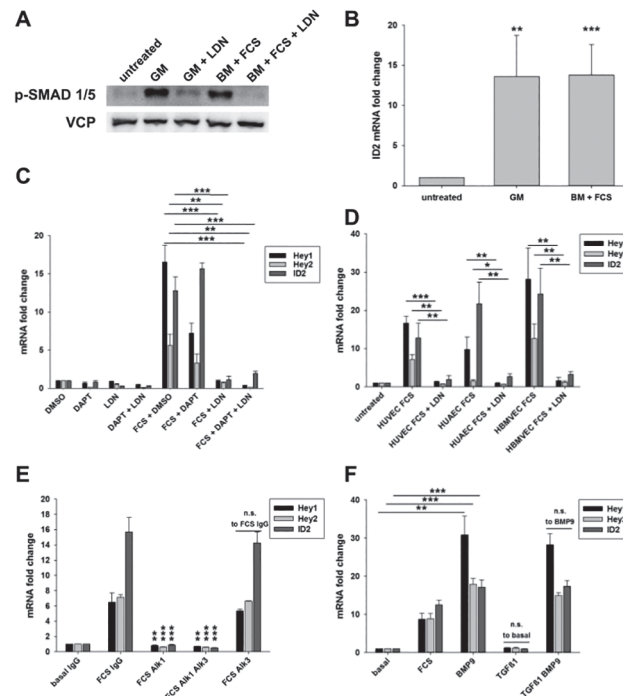 A
untreated
GM
GM + LDN
BM + FCS
BM + FCS + LDN
p-SMAD 1/5
VCP
B
ID2 mRNA fold change
20
15
10
5
0
**
***
untreated
GM
BM + FCS
C
mRNA fold change
20
15
10
5
0
***
**
***
***
**
***
Hey1
Hey2
ID2
DMSO
DAPT
LDN
DAPT + LDN
FCS + DMSO
FCS + DAPT
FCS + LDN
FCS + DAPT + LDN
D
mRNA fold change
40
30
20
10
0
***
**
**
**
*
**
**
**
**
Hey1
Hey
ID2
untreated
HUVEC FCS
HUVEC FCS + LDN
HUAEC FCS
HUAEC FCS + LDN
HBMVEC FCS
HBMVEC FCS + LDN
E
mRNA fold change
20
18
16
14
12
10
8
6
4
2
0
**
***
***
**
***
***
n.s.
to FCS IgG
Hey1
Hey2
ID2
basal IgG
FCS IgG
FCS Alk1
FCS Alk1 Alk3
FCS Alk3
F
mRNA fold change
40
30
20
10
0
***
***
**
n.s.
to basal
n.s.
to BMP9
Hey
Hey
ID2
basal
FCS
BMP9
TGFß1
TGFß1 BMP9